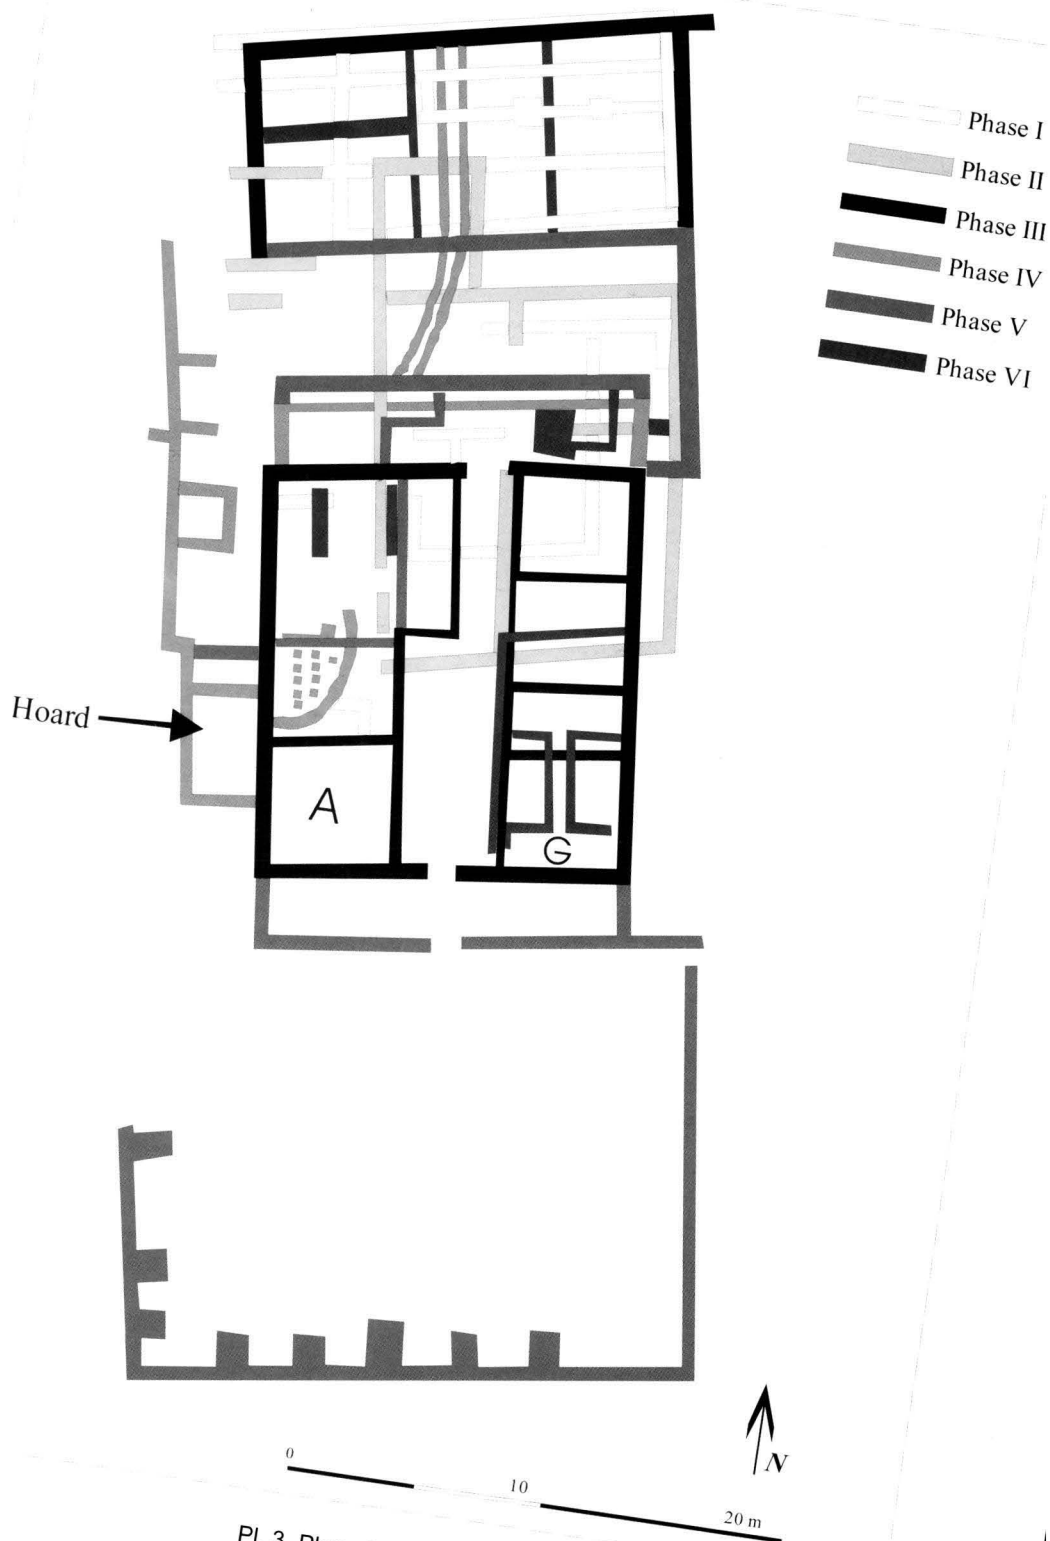 Phase I
Phase II
Phase III
Phase IV
Phase V
Phase VI
Hoard
A
G
N
0
10
20 m
Pl. 3.